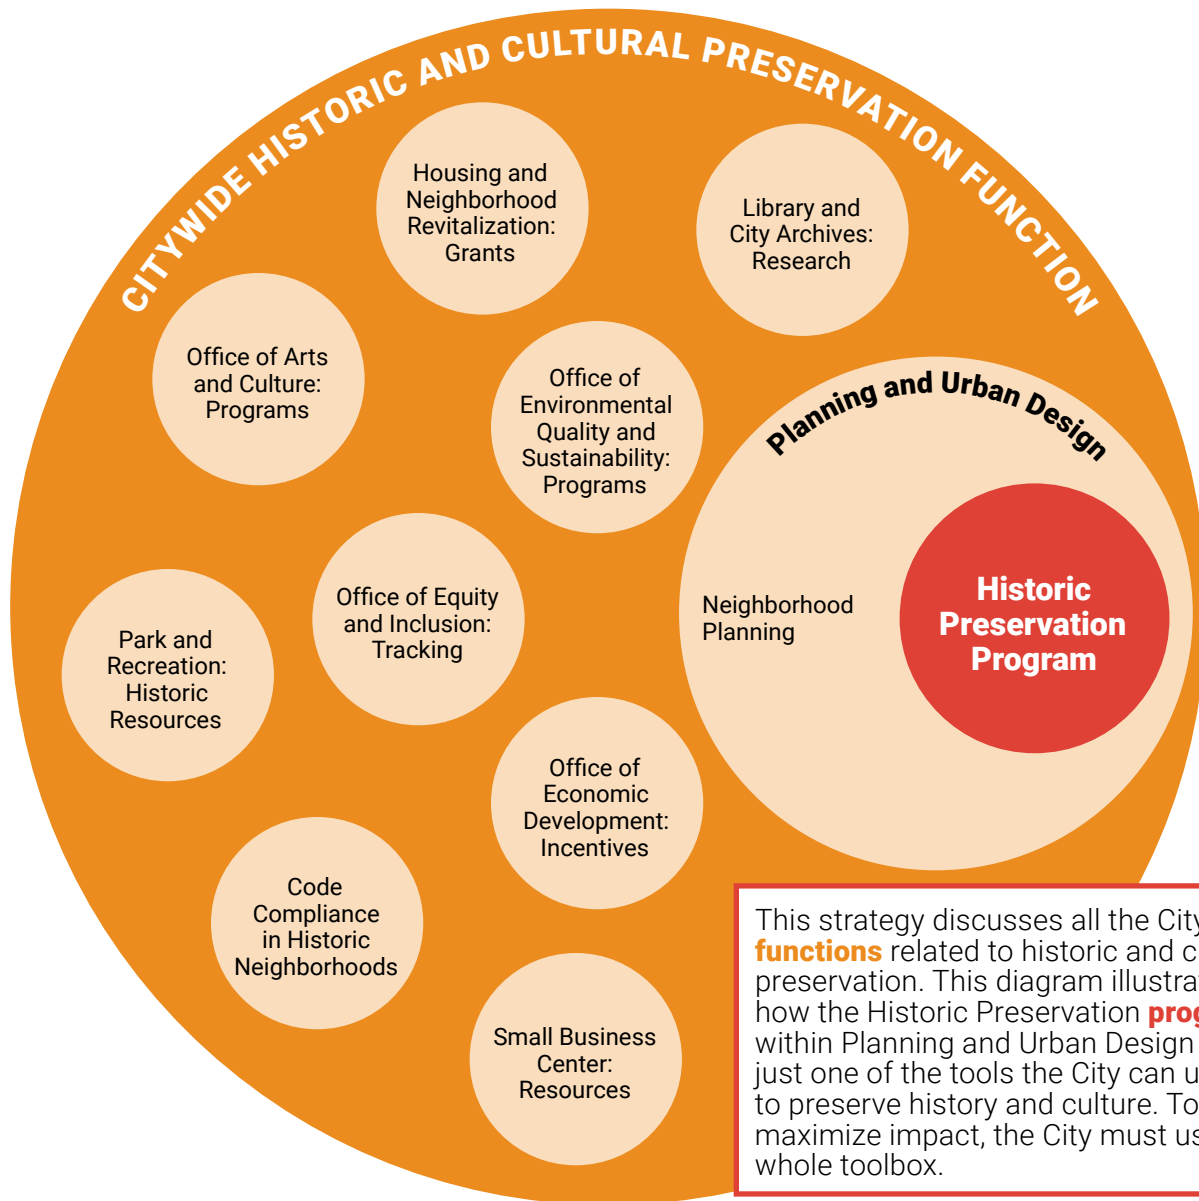 CITYWIDE HISTORIC AND CULTURAL PRESERVATION FUNCTION
Housing and
Neighborhood
Revitalization:
Grants
Library and
City Archives:
Research
Office of Arts
and Culture:
Programs
Office of
Environmental
Quality and
Sustainability:
Programs
Planning and Urban Design
Neighborhood
Planning
Historic
Preservation
Program
Office of Equity
and Inclusion:
Tracking
Park and
Recreation:
Historic
Resources
Office of
Economic
Development:
Incentives
Code
Compliance
in Historic
Neighborhoods
Small Business
Center:
Resources
This strategy discusses all the City
functions related to historic and
preservation. This diagram
how the Historic Preservation
within Planning and Urban Design
just one of the tools the City can
to preserve history and culture. To
maximize impact, the City must
whole toolbox.